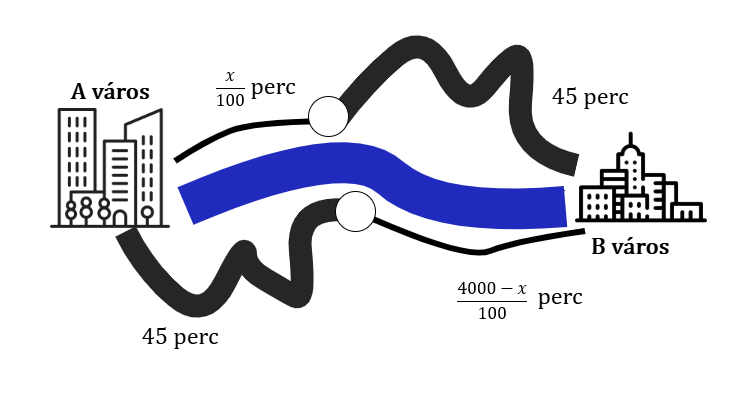 A város
x/100 perc
45 perc
B város
(4000 − x)/100 perc
45 perc